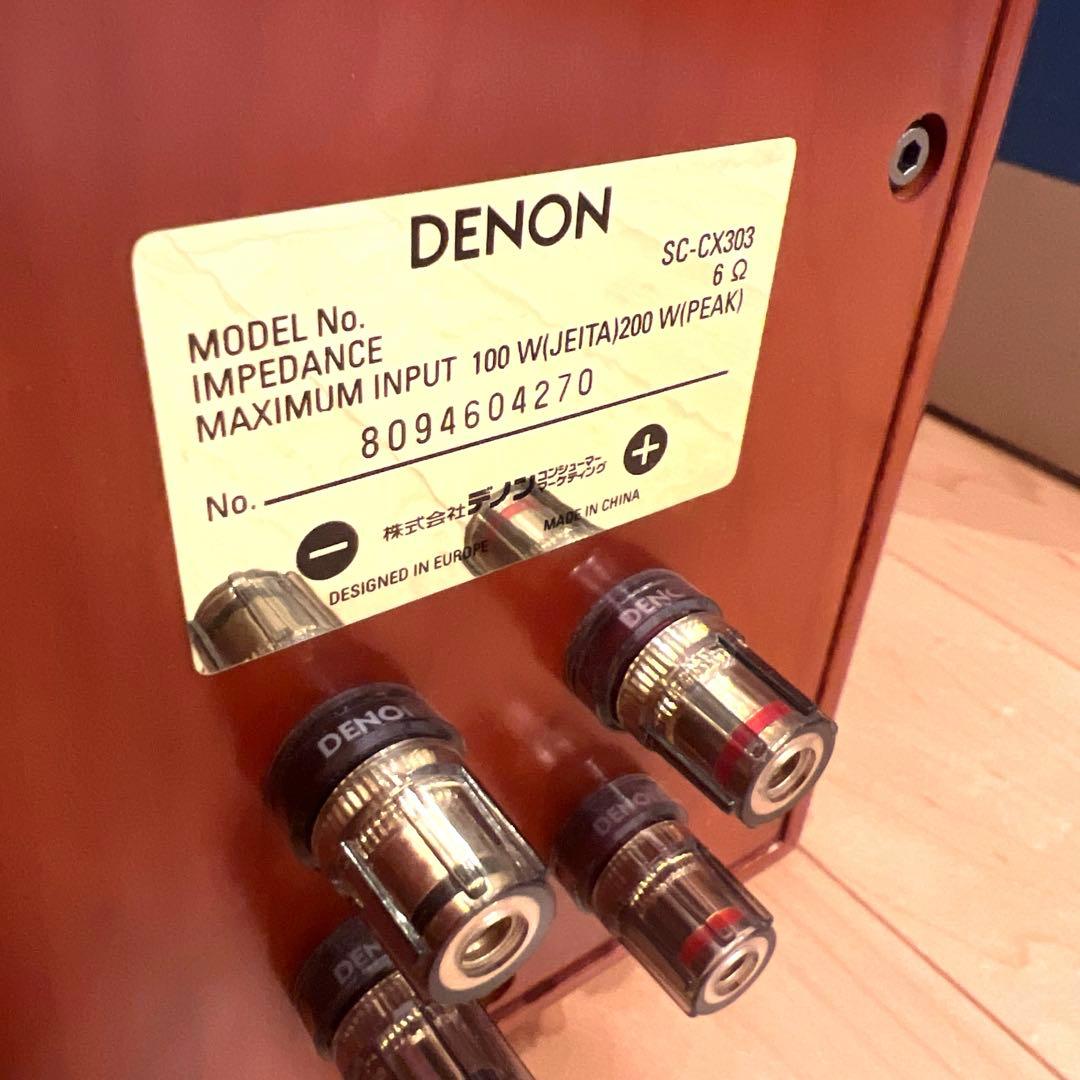 DENON
MODEL No. SC-CX303
IMPEDANCE 6 Ω
MAXIMUM INPUT 100 W(JEITA)200 W(PEAK)
No. 8094604270
株式会社デノンコンシューマーマーケティング
DESIGNED IN EUROPE MADE IN CHINA
DENON
DENON
DENON
DEN